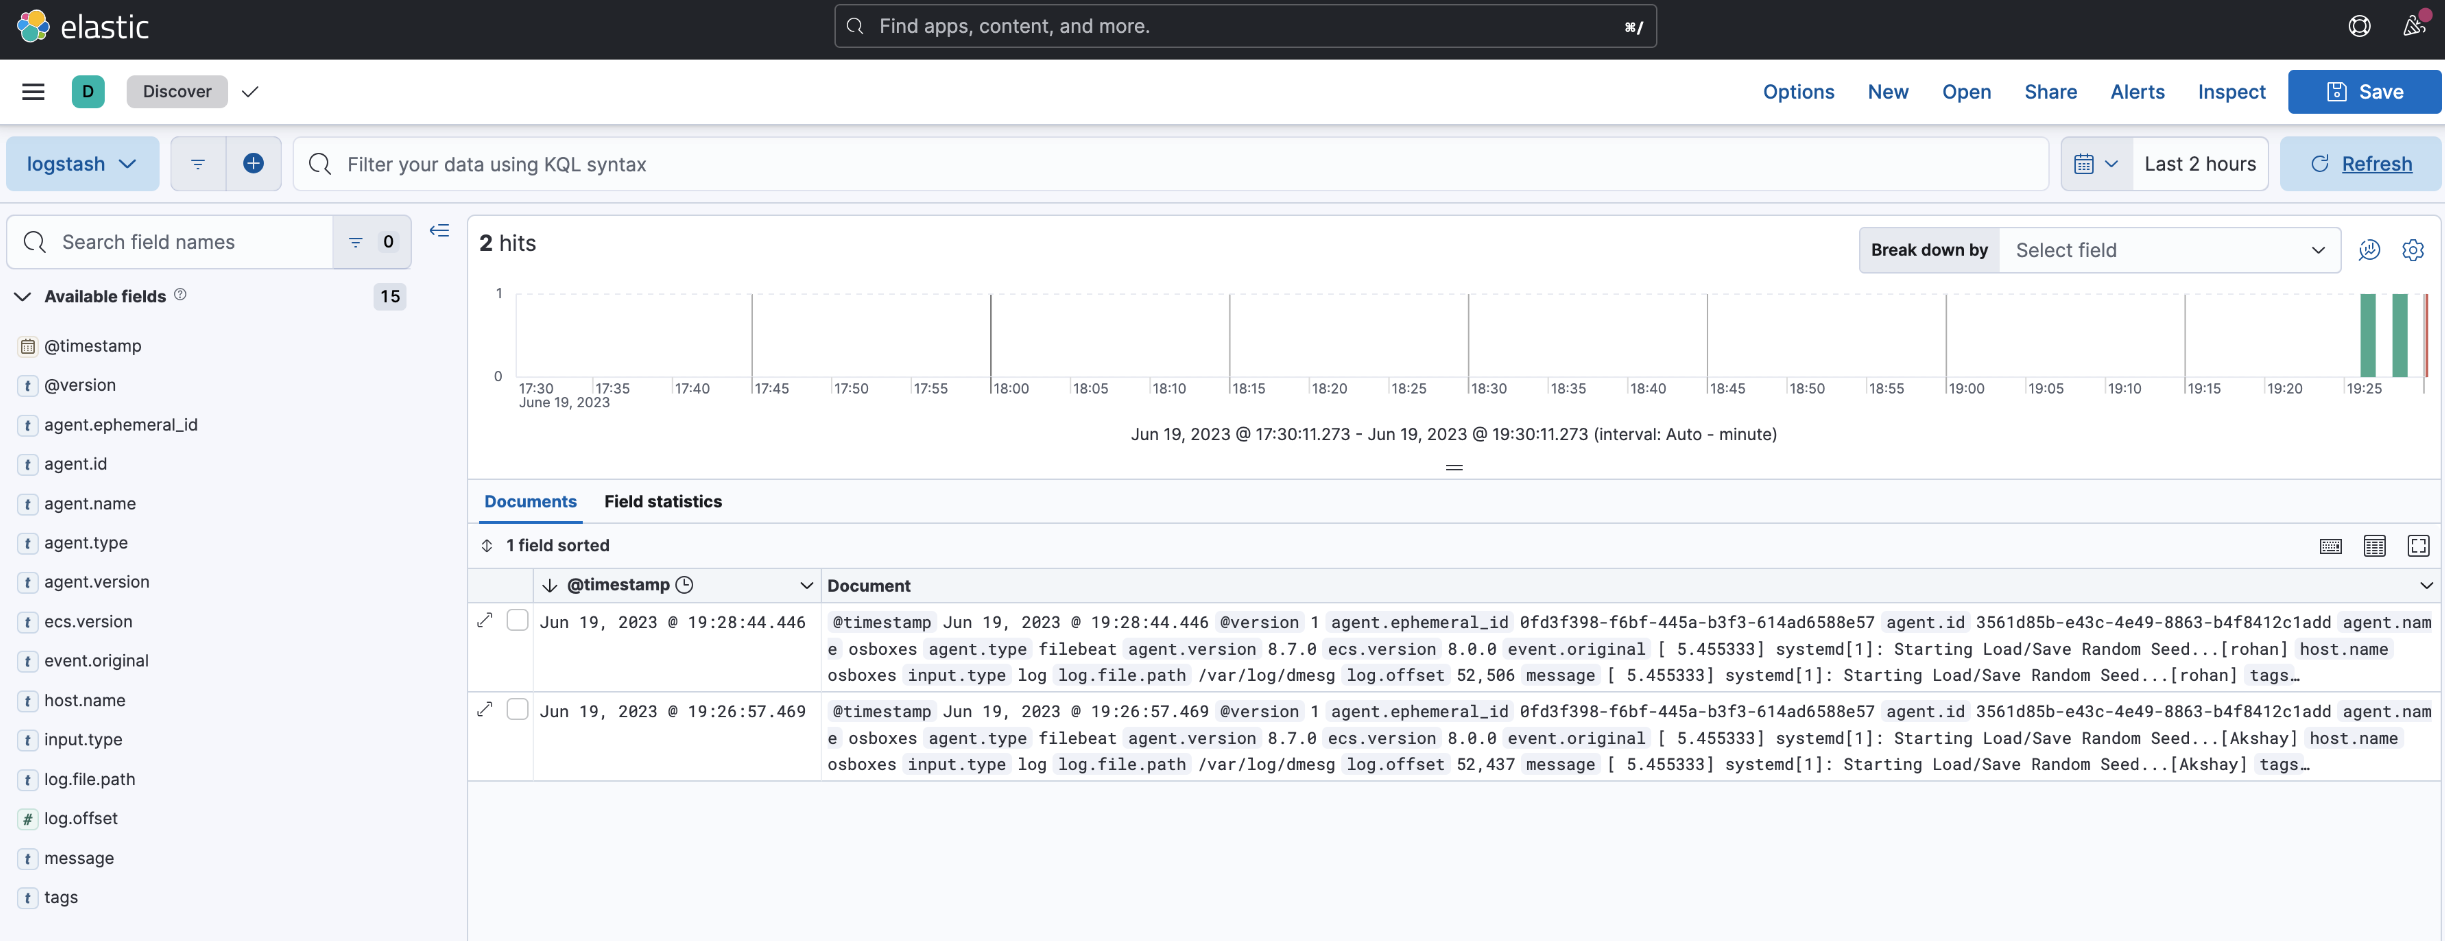 elastic
Find apps, content, and more.
⌘/
D
Discover
Options New Open Share Alerts Inspect Save
logstash
Filter your data using KQL syntax
Last 2 hours
Refresh
Search field names
0
Available fields
15
@timestamp
t @version
t agent.ephemeral_id
t agent.id
t agent.name
t agent.type
t agent.version
t ecs.version
t event.original
t host.name
t input.type
t log.file.path
# log.offset
t message
t tags
2 hits
Break down by Select field
1
0
17:30 17:35 17:40 17:45 17:50 17:55 18:00 18:05 18:10 18:15 18:20 18:25 18:30 18:35 18:40 18:45 18:50 18:55 19:00 19:05 19:10 19:15 19:20 19:25
June 19, 2023
Jun 19, 2023 @ 17:30:11.273 - Jun 19, 2023 @ 19:30:11.273 (interval: Auto - minute)
Documents Field statistics
1 field sorted
@timestamp Document
Jun 19, 2023 @ 19:28:44.446 @timestamp Jun 19, 2023 @ 19:28:44.446 @version 1 agent.ephemeral_id 0fd3f398-f6bf-445a-b3f3-614ad6588e57 agent.id 3561d85b-e43c-4e49-8863-b4f8412c1add agent.nam
e osboxes agent.type filebeat agent.version 8.7.0 ecs.version 8.0.0 event.original [ 5.455333] systemd[1]: Starting Load/Save Random Seed...[rohan] host.name
osboxes input.type log log.file.path /var/log/dmesg log.offset 52,506 message [ 5.455333] systemd[1]: Starting Load/Save Random Seed...[rohan] tags…
Jun 19, 2023 @ 19:26:57.469 @timestamp Jun 19, 2023 @ 19:26:57.469 @version 1 agent.ephemeral_id 0fd3f398-f6bf-445a-b3f3-614ad6588e57 agent.id 3561d85b-e43c-4e49-8863-b4f8412c1add agent.nam
e osboxes agent.type filebeat agent.version 8.7.0 ecs.version 8.0.0 event.original [ 5.455333] systemd[1]: Starting Load/Save Random Seed...[Akshay] host.name
osboxes input.type log log.file.path /var/log/dmesg log.offset 52,437 message [ 5.455333] systemd[1]: Starting Load/Save Random Seed...[Akshay] tags…